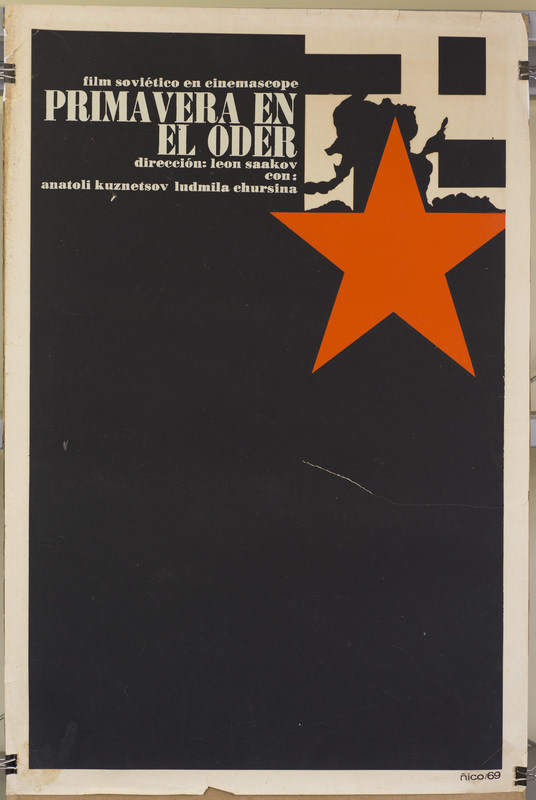 film soviético en cinemascope
PRIMAVERA EN
EL ODER
dirección: leon saakov
con:
anatoli kuznetsov ludmila chursina
ñico/69